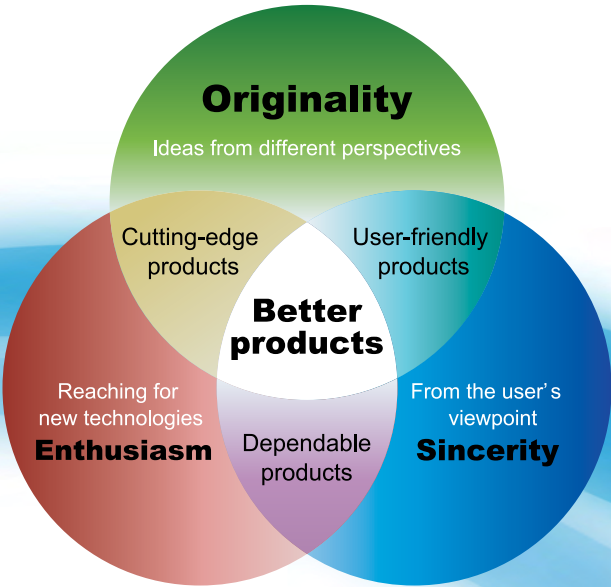 Originality
Ideas from different perspectives
Cutting-edge
products
User-friendly
products
Better
products
Reaching for
new technologies
Enthusiasm
From the user's
viewpoint
Sincerity
Dependable
products